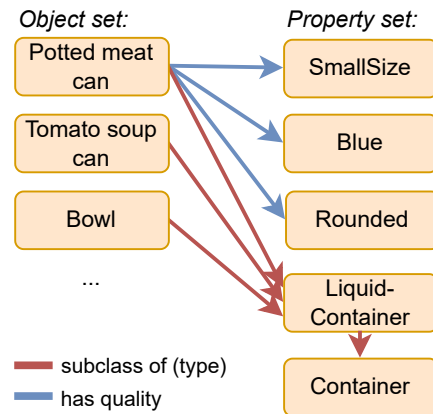 Object set:
Property set:
Potted meat
can
SmallSize
Tomato soup
can
Blue
Bowl
Rounded
...
Liquid-
Container
Container
subclass of (type)
has quality